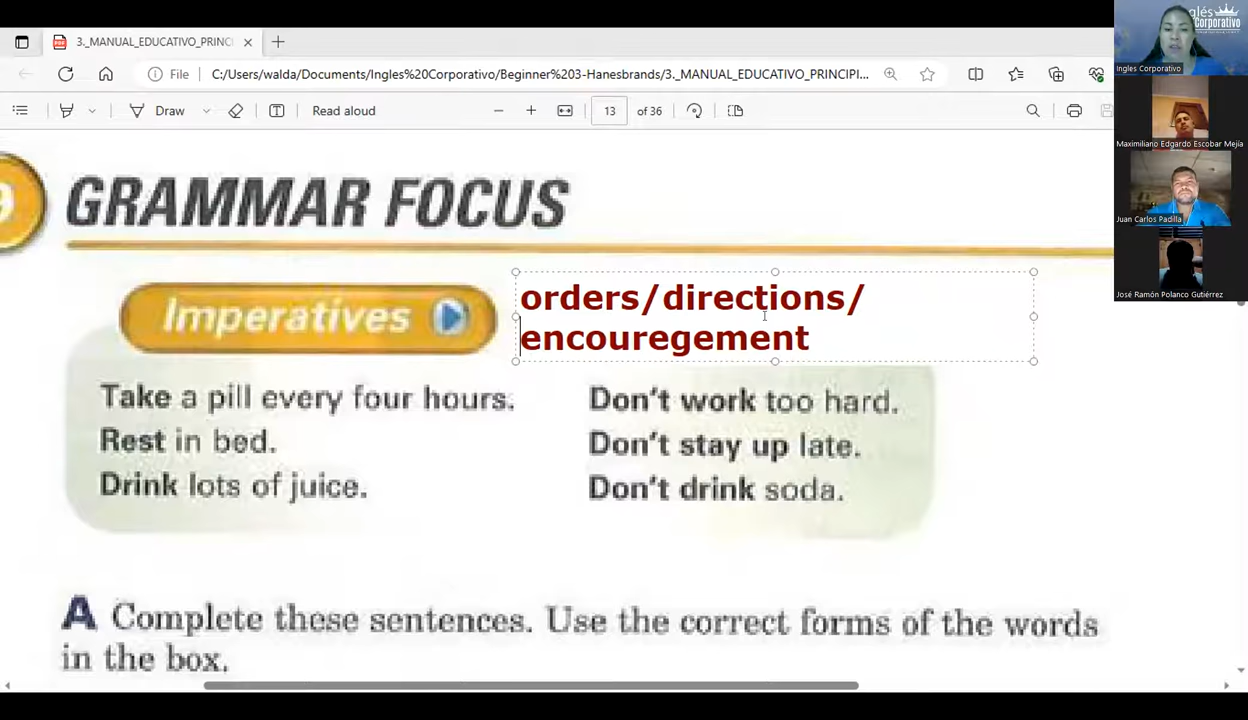 3._MANUAL_EDUCATIVO_PRINCI
File C:/Users/walda/Documents/Ingles%20Corporativo/Beginner%203-Hanesbrands/3._MANUAL_EDUCATIVO_PRINCIPI...
Draw Read aloud 13 of 36
GRAMMAR FOCUS
Imperatives
orders/directions/
encouregement
Take a pill every four hours.
Rest in bed.
Drink lots of juice.
Don't work too hard.
Don't stay up late.
Don't drink soda.
A Complete these sentences. Use the correct forms of the words
in the box.
Corporativo
Ingles Corporativo
Maximiliano Edgardo Escobar Mejía
Juan Carlos Padilla
José Ramón Polanco Gutiérrez